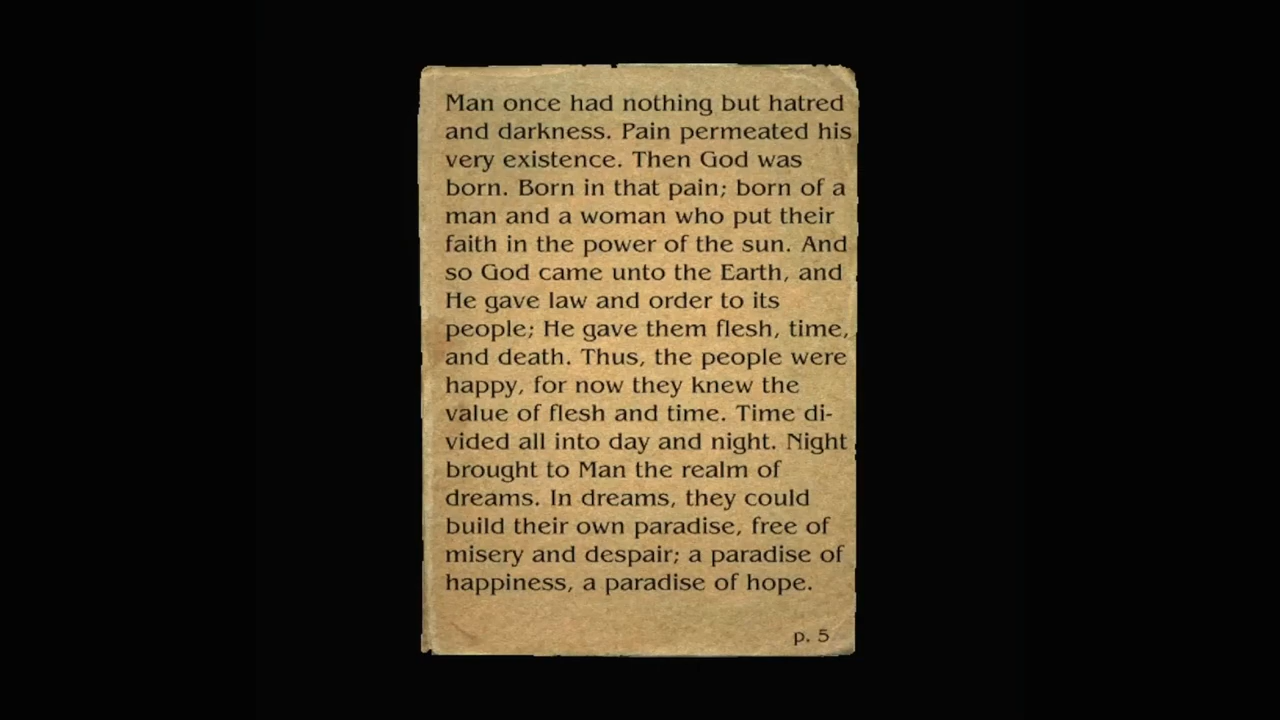 Man once had nothing but hatred
and darkness. Pain permeated his
very existence. Then God was
born. Born in that pain; born of a
man and a woman who put their
faith in the power of the sun. And
so God came unto the Earth, and
He gave law and order to its
people; He gave them flesh, time,
and death. Thus, the people were
happy, for now they knew the
value of flesh and time. Time di-
vided all into day and night. Night
brought to Man the realm of
dreams. In dreams, they could
build their own paradise, free of
misery and despair; a paradise of
happiness, a paradise of hope.
p. 5